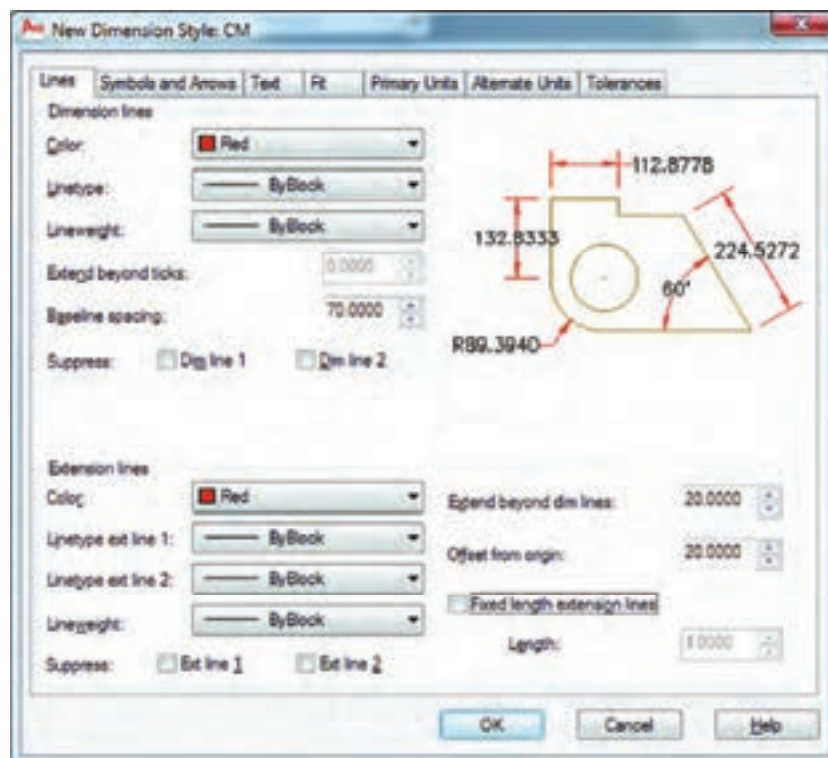 New Dimension Style: CM
Lines Symbols and Arrows Text Fit Primary Units Alternate Units Tolerances
Dimension lines
Color: Red
Linetype: ByBlock
Lineweight: ByBlock
Extend beyond ticks: 0.0000
Baseline spacing: 70.0000
Suppress: Dim line 1 Dim line 2
112.8778
132.8333
224.5272
60°
R89.3940
Extension lines
Color: Red
Linetype ext line 1: ByBlock
Linetype ext line 2: ByBlock
Lineweight: ByBlock
Suppress: Ext line 1 Ext line 2
Extend beyond dim lines: 20.0000
Offset from origin: 20.0000
Fixed length extension lines
Length:
OK Cancel Help